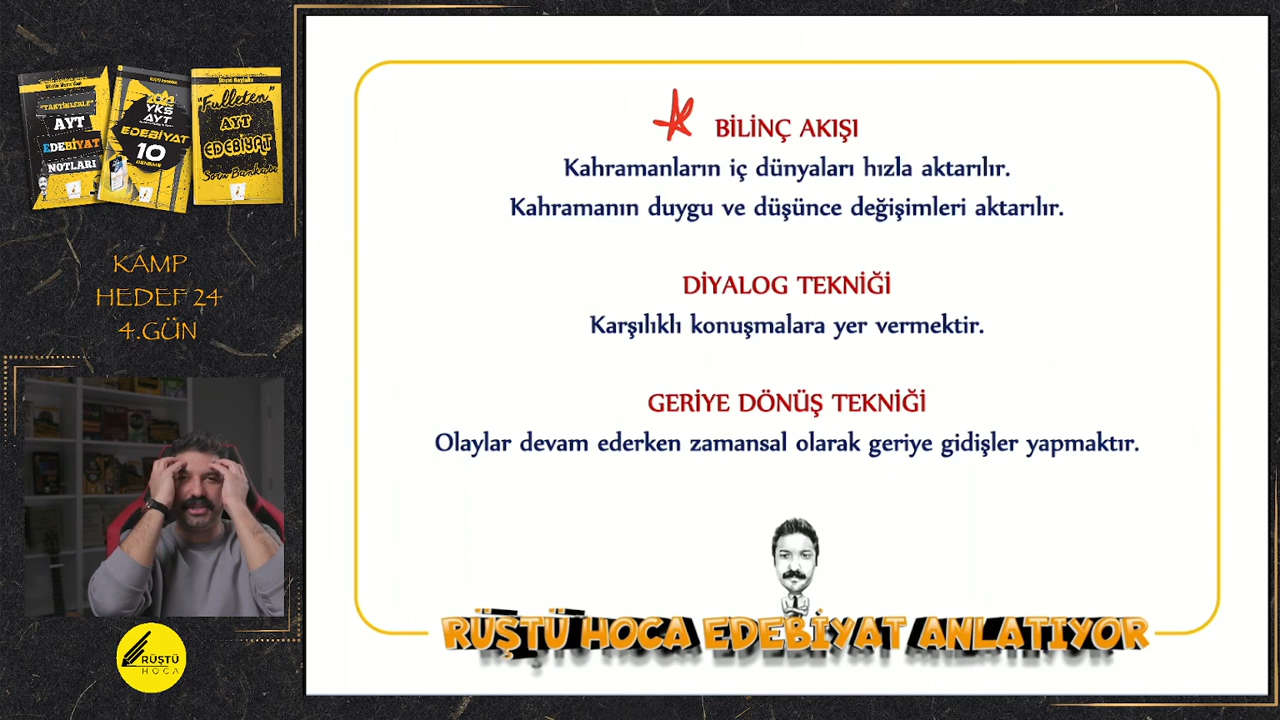 "TAKTİKLERLE"
AYT
EDEBİYAT
NOTLARI
YKS
AYT
EDEBİYAT
10
DENEME
"Fulleten"
AYT
EDEBİYAT
Soru Bankası
KAMP
HEDEF 24
4.GÜN
RÜŞTÜ
HOCA
BİLİNÇ AKIŞI
Kahramanların iç dünyaları hızla aktarılır.
Kahramanın duygu ve düşünce değişimleri aktarılır.
DİYALOG TEKNİĞİ
Karşılıklı konuşmalara yer vermektir.
GERİYE DÖNÜŞ TEKNİĞİ
Olaylar devam ederken zamansal olarak geriye gidişler yapmaktır.
RÜŞTÜ HOCA EDEBİYAT ANLATIYOR